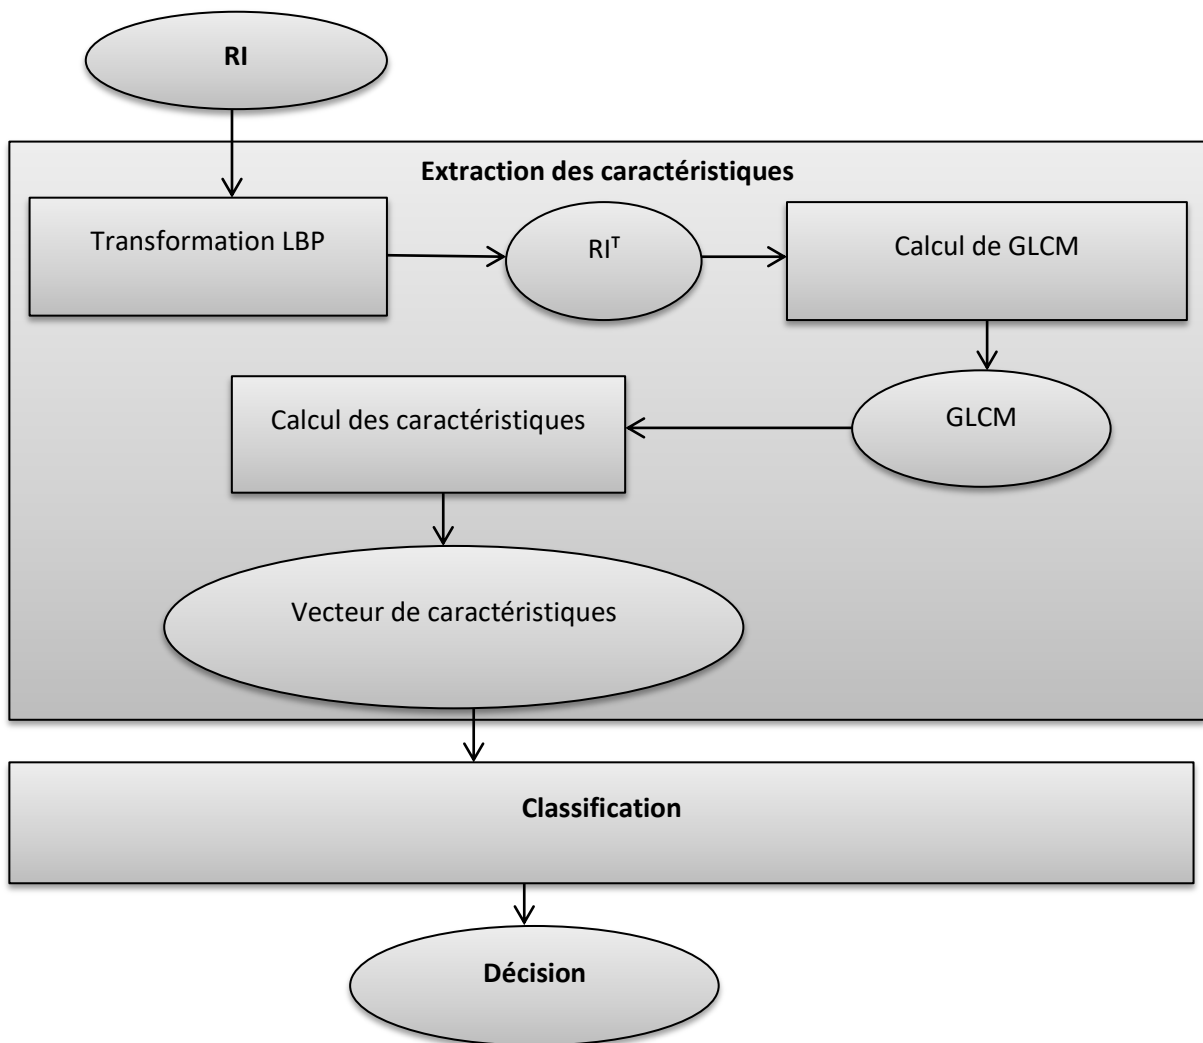 RI
Extraction des caractéristiques
Transformation LBP
RIᵀ
Calcul de GLCM
GLCM
Calcul des caractéristiques
Vecteur de caractéristiques
Classification
Décision